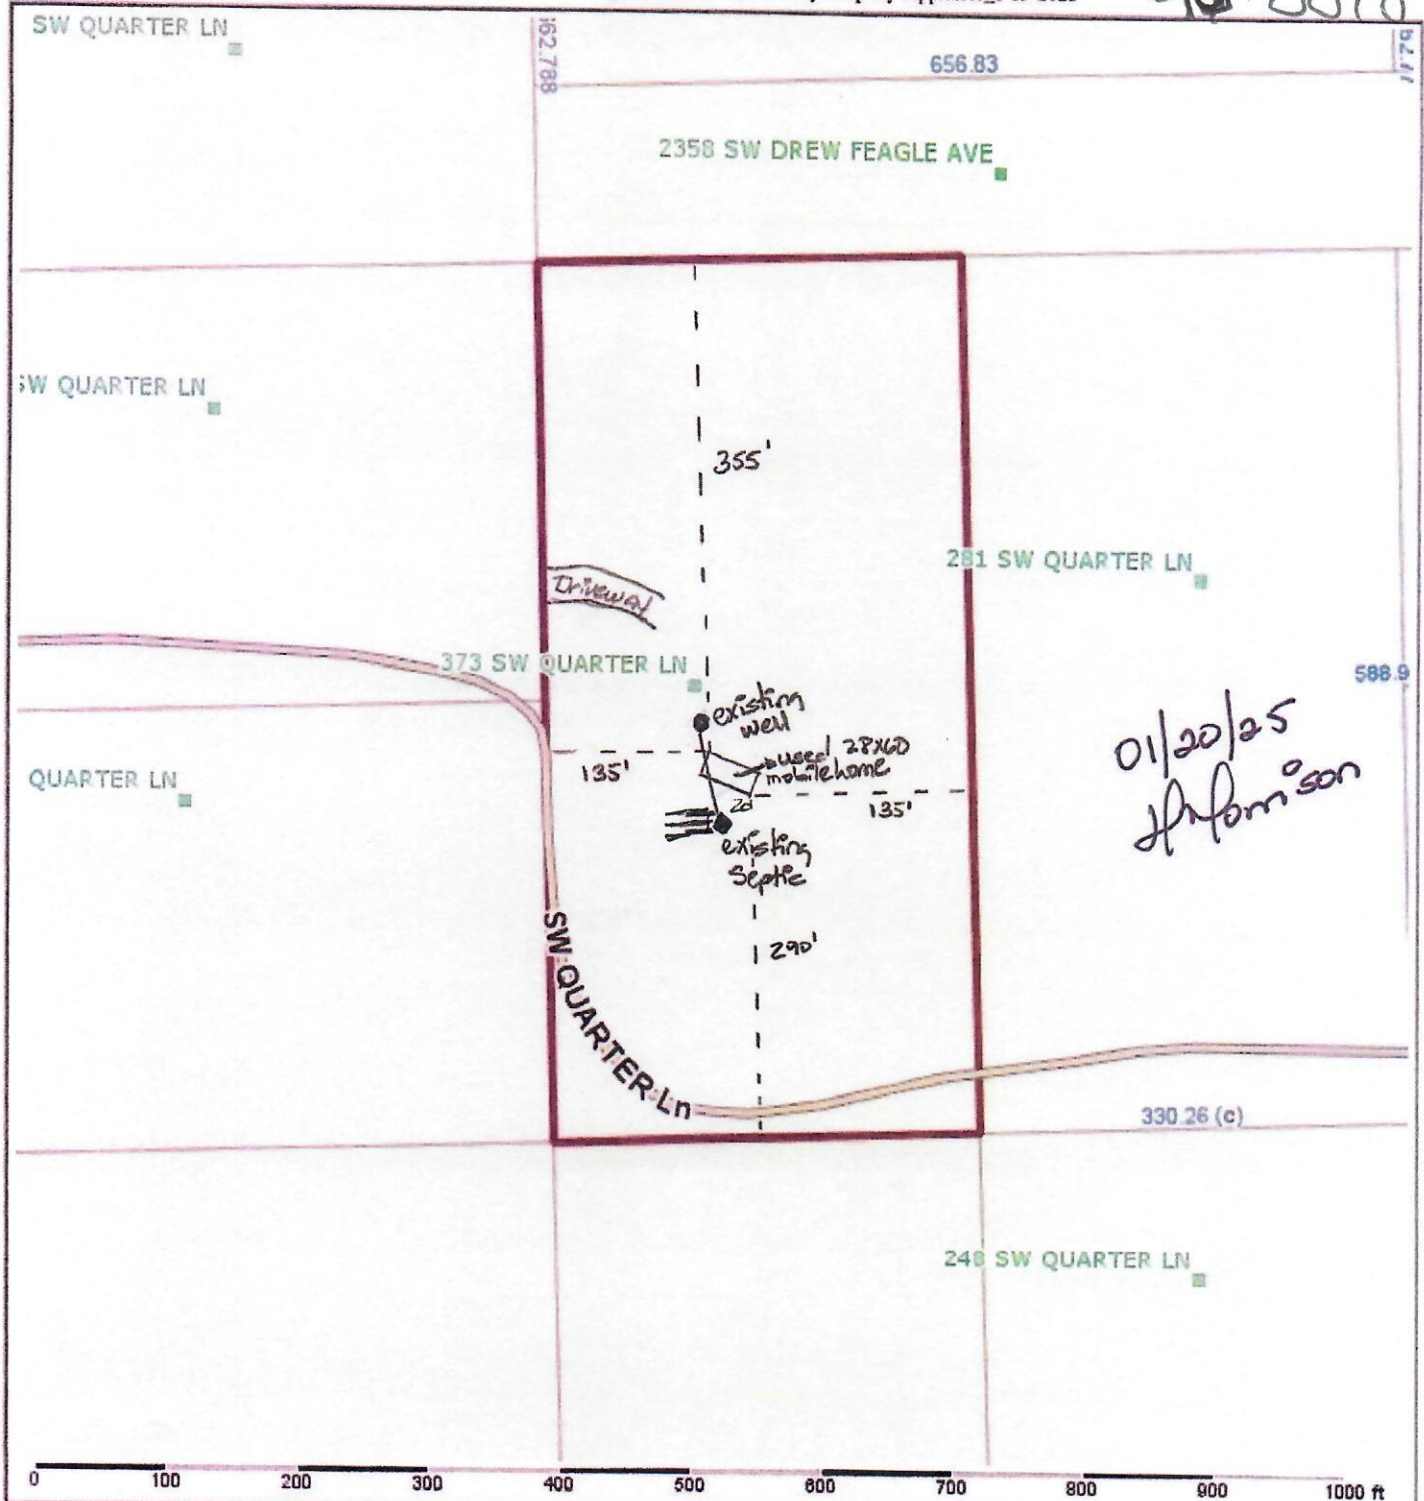 SW QUARTER LN
162.788
656.83
2358 SW DREW FEAGLE AVE
SW QUARTER LN
355'
Driveway
281 SW QUARTER LN
373 SW QUARTER LN
588.9
existing
well
01/20/25
used 28x60
mobile home
135'
QUARTER LN
135'
HMorrison
existing
Septic
SW QUARTER Ln
290'
330.26 (c)
248 SW QUARTER LN
0 100 200 300 400 500 600 700 800 900 1000 ft